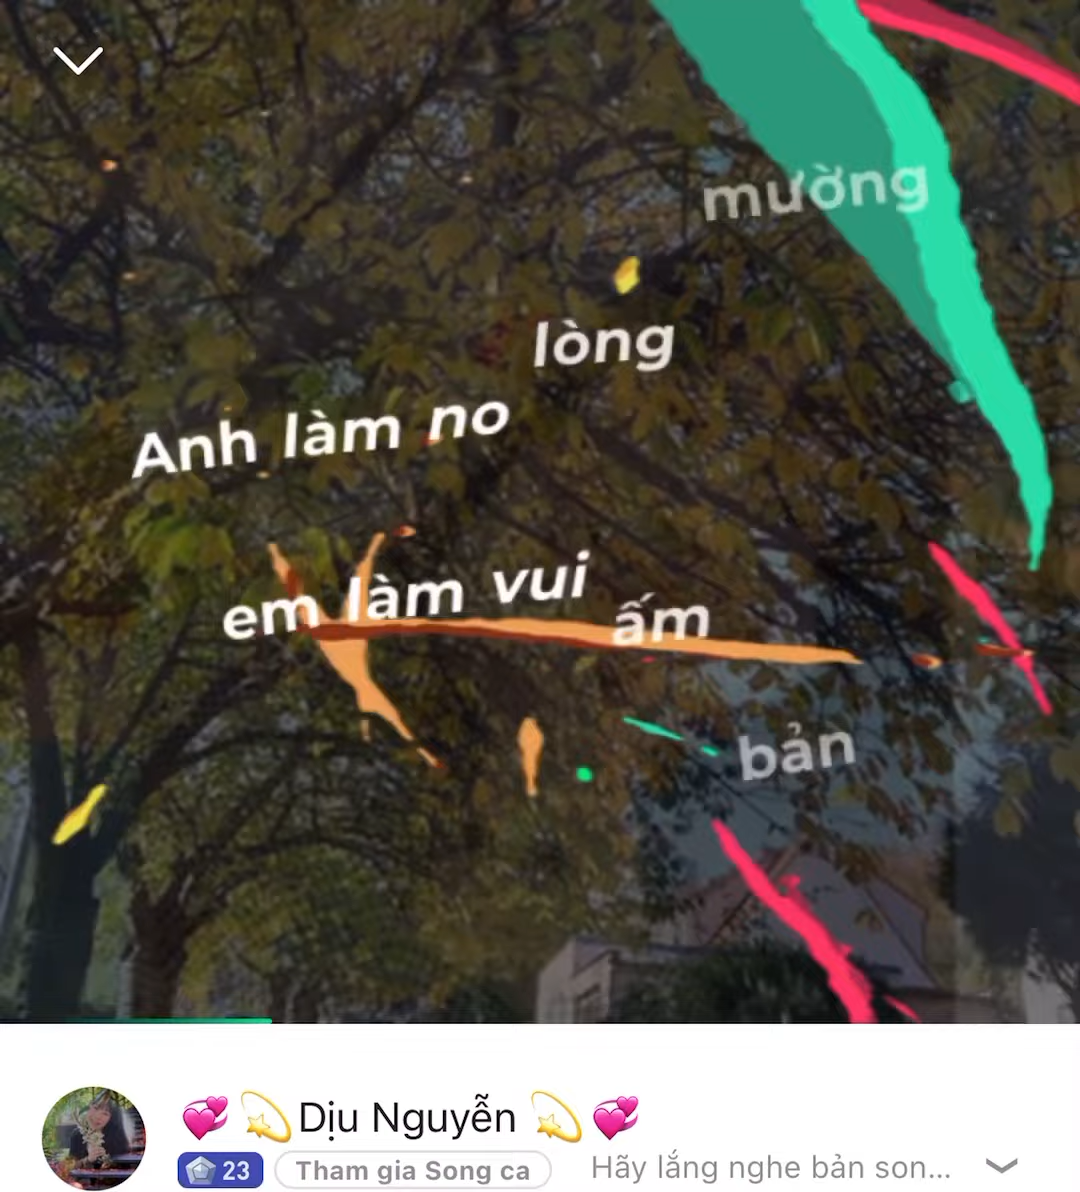 mường
lòng
Anh làm no
em làm vui
ấm
bản
💞💫Dịu Nguyễn💫💞
23
Tham gia Song ca
Hãy lắng nghe bản son...